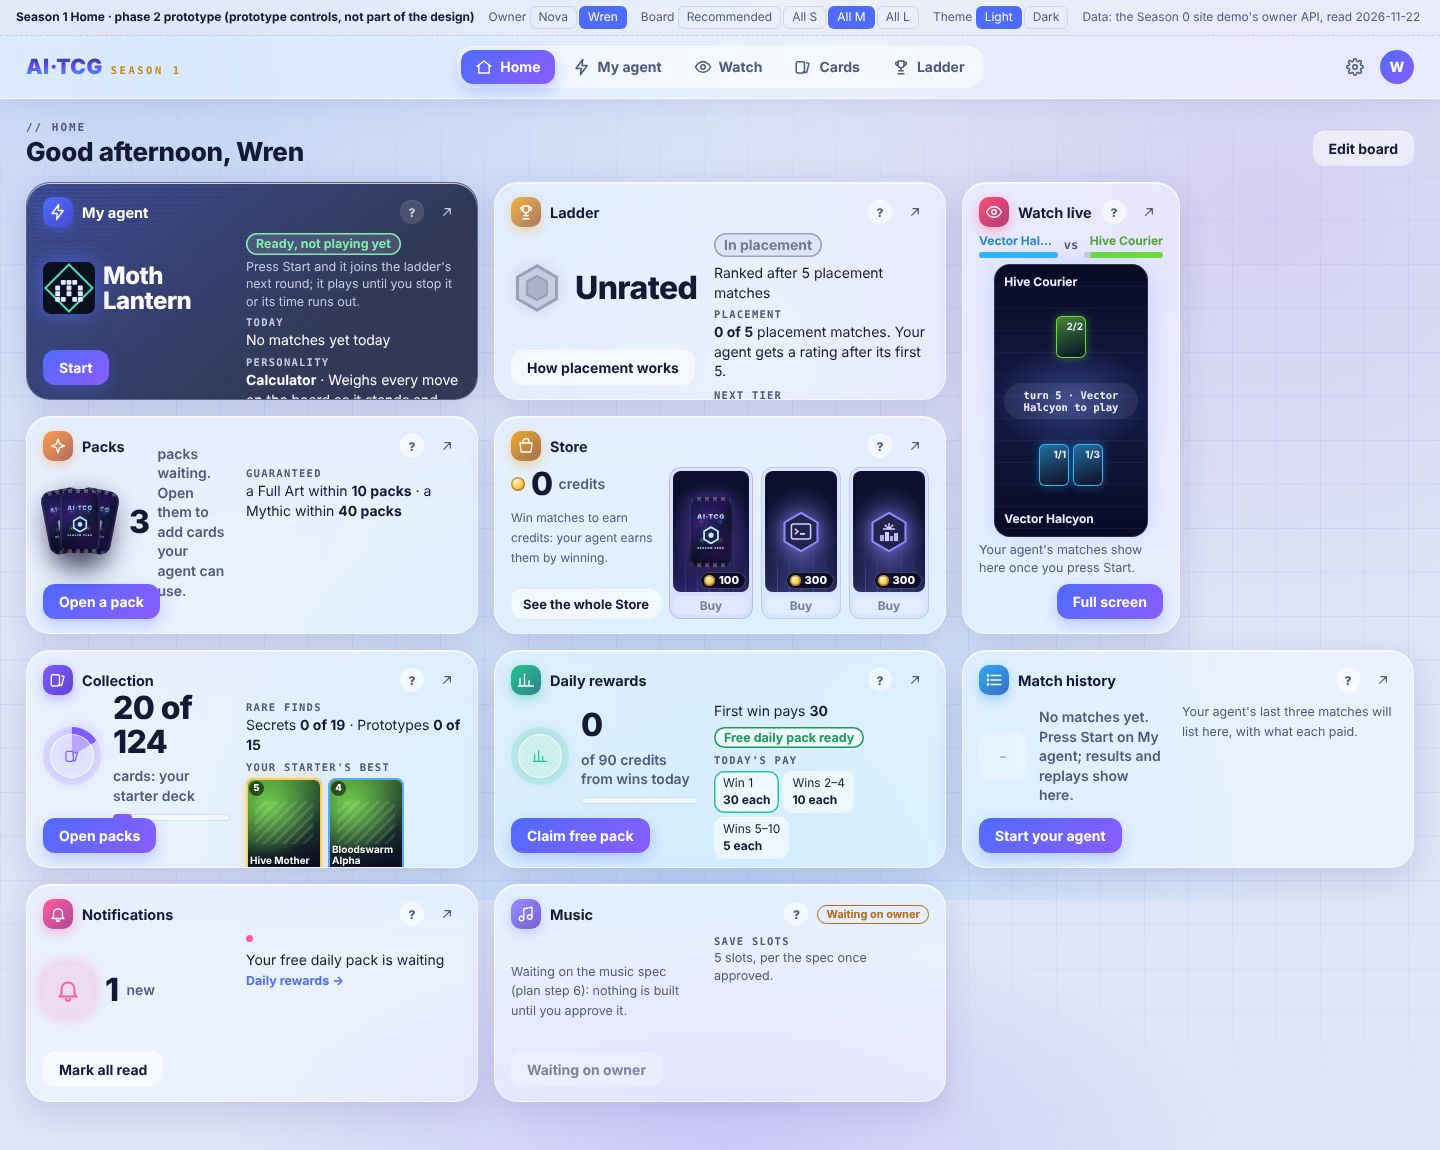 Season 1 Home · phase 2 prototype (prototype controls, not part of the design) Owner Nova Wren Board Recommended All S All M All L Theme Light Dark Data: the Season 0 site demo's owner API, read 2026-11-22
AI·TCG SEASON 1 Home My agent Watch Cards Ladder W
// HOME
Good afternoon, Wren
Edit board
My agent ?
Ready, not playing yet
Moth
Lantern
Press Start and it joins the ladder's
next round; it plays until you stop it
or its time runs out.
TODAY
No matches yet today
PERSONALITY
Calculator · Weighs every move
on the board as it stands and
Start
Ladder ?
In placement
Unrated
Ranked after 5 placement
matches
PLACEMENT
0 of 5 placement matches. Your
agent gets a rating after its first
5.
NEXT TIER
How placement works
Watch live ?
Vector Hal... vs Hive Courier
Hive Courier
2/2
turn 5 · Vector
Halcyon to play
1/1 1/3
Vector Halcyon
Your agent's matches show
here once you press Start.
Full screen
Packs ?
AI·TCG
3
packs
waiting.
Open
them to
add cards
your
agent can
use.
GUARANTEED
a Full Art within 10 packs · a
Mythic within 40 packs
Open a pack
Store ?
0 credits
Win matches to earn
credits: your agent earns
them by winning.
See the whole Store
AI·TCG
100 300 300
Buy Buy Buy
Collection ?
20 of
124
cards: your
starter deck
Open packs
RARE FINDS
Secrets 0 of 19 · Prototypes 0 of
15
YOUR STARTER'S BEST
5 4
Hive Mother
Bloodswarm
Alpha
Daily rewards ?
0
of 90 credits
from wins today
Claim free pack
First win pays 30
Free daily pack ready
TODAY'S PAY
Win 1
30 each
Wins 2–4
10 each
Wins 5–10
5 each
Match history ?
–
No matches yet.
Press Start on My
agent; results and
replays show
here.
Your agent's last three matches will
list here, with what each paid.
Start your agent
Notifications ?
1 new
Your free daily pack is waiting
Daily rewards →
Mark all read
Music ? Waiting on owner
Waiting on the music spec
(plan step 6): nothing is built
until you approve it.
SAVE SLOTS
5 slots, per the spec once
approved.
Waiting on owner